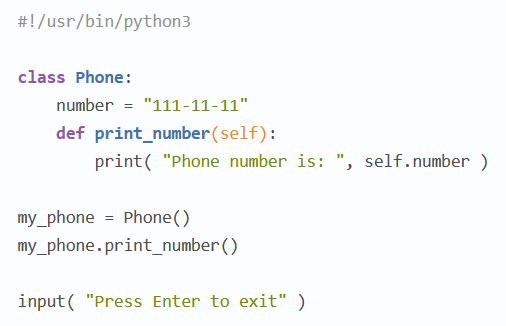 #!/usr/bin/python3
class Phone:
    number = "111-11-11"
    def print_number(self):
        print( "Phone number is: ", self.number )
my_phone = Phone()
my_phone.print_number()
input( "Press Enter to exit" )